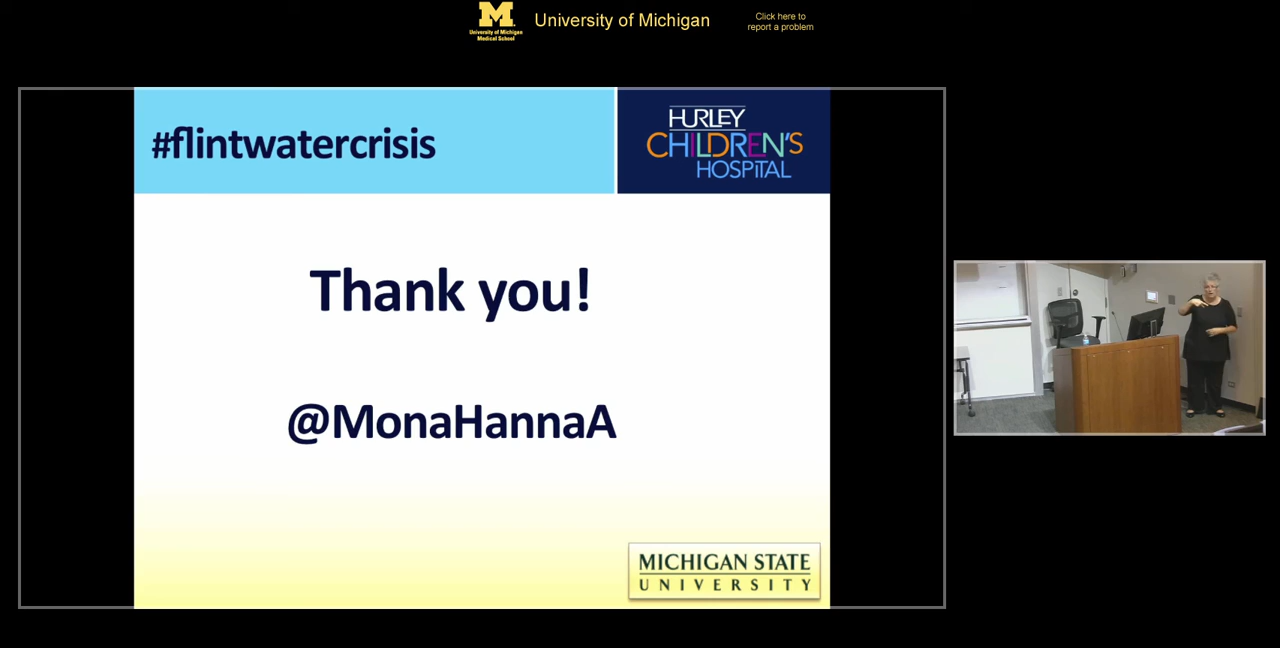 University of Michigan
Medical School
University of Michigan
Click here to
report a problem
#flintwatercrisis
HURLEY
CHILDREN'S
HOSPITAL
Thank you!
@MonaHannaA
MICHIGAN STATE
UNIVERSITY